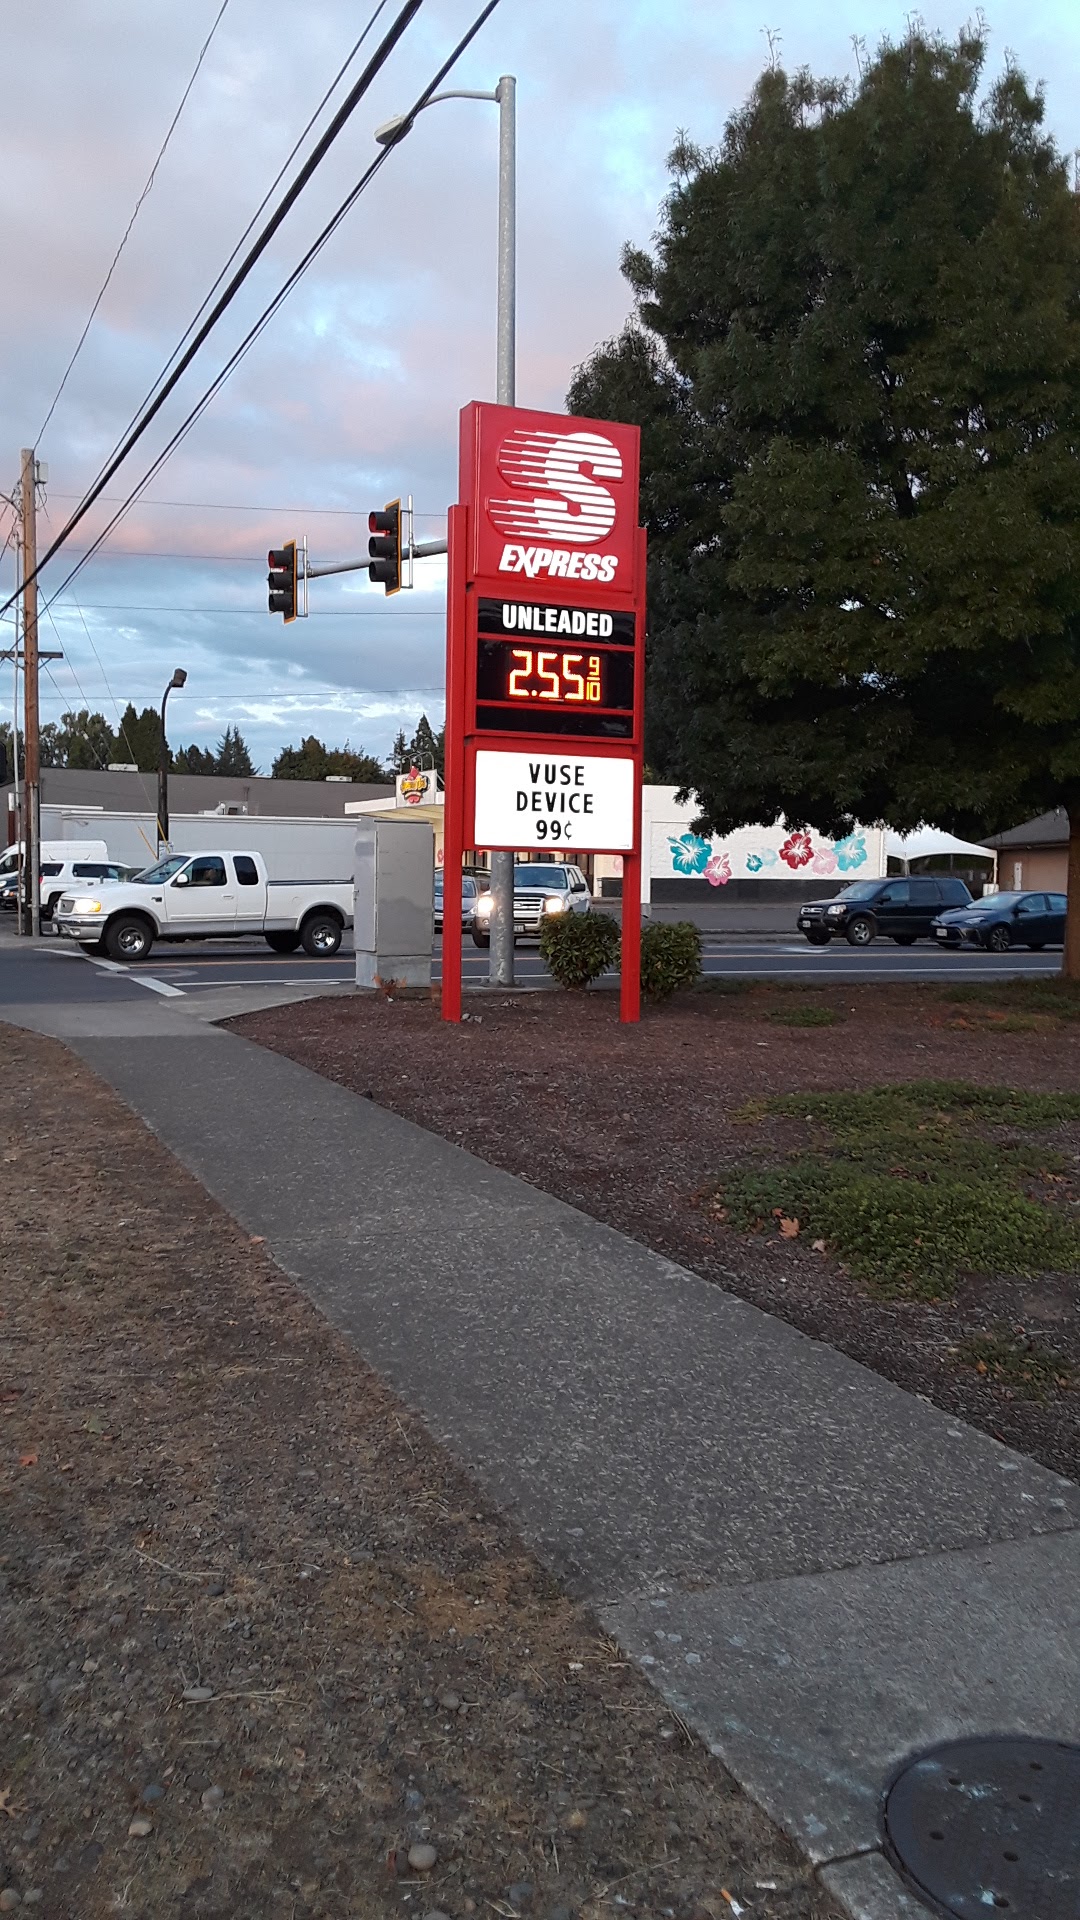 S
EXPRESS
UNLEADED
2.55 9/10
VUSE
DEVICE
99¢